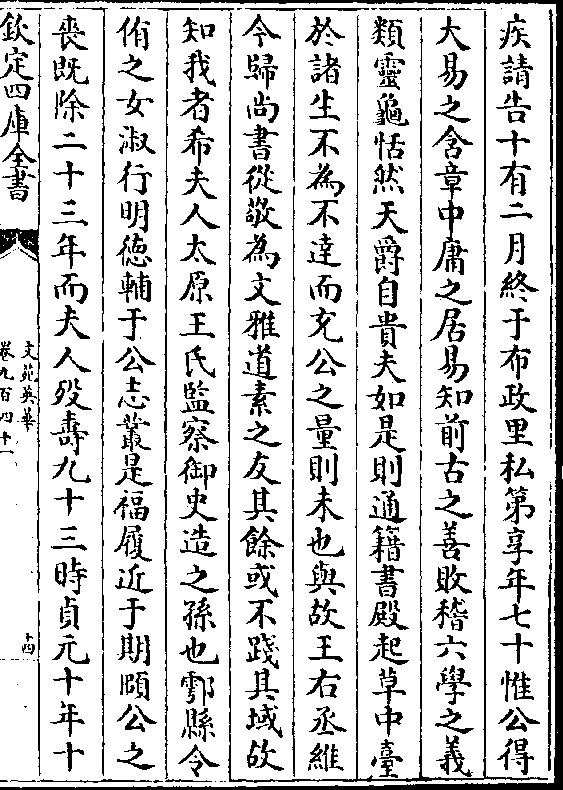 疾請告十有二月終于布政里私第享年七十惟公得
大易之含章中庸之居易知前古之善敗稽六學之義
類靈龜恬然天爵自貴夫如是則通籍書殿起草中臺
於諸生不為不達而充公之量則未也與故王右丞維
今歸尚書從敬為文雅道素之友其餘或不踐其域故
知我者希夫人太原王氏監察御史造之孫也鄠縣令
侑之女淑行明徳輔于公志叢是福履近于期頤公之
喪既除二十三年而夫人殁壽九十三時貞元十年十
欽定四庫全書
文苑英華
卷九百四十一
十四